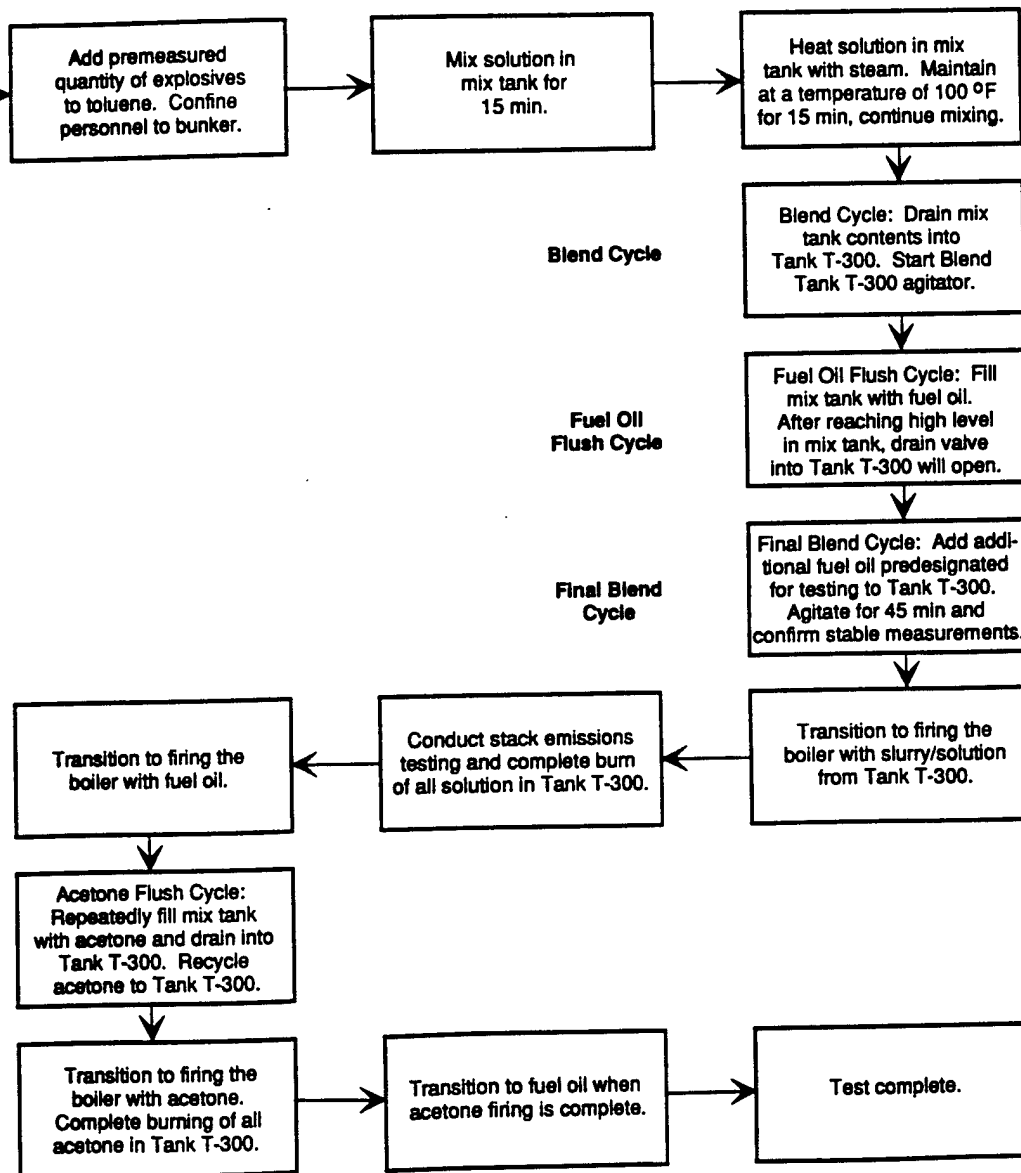 Add premeasured
quantity of explosives
to toluene. Confine
personnel to bunker.
Mix solution in
mix tank for
15 min.
Heat solution in mix
tank with steam. Maintain
at a temperature of 100 ºF
for 15 min, continue mixing.
Blend Cycle
Blend Cycle: Drain mix
tank contents into
Tank T-300. Start Blend
Tank T-300 agitator.
Fuel Oil
Flush Cycle
Fuel Oil Flush Cycle: Fill
mix tank with fuel oil.
After reaching high level
in mix tank, drain valve
into Tank T-300 will open.
Final Blend
Cycle
Final Blend Cycle: Add addi-
tional fuel oil predesignated
for testing to Tank T-300.
Agitate for 45 min and
confirm stable measurements.
Transition to firing the
boiler with slurry/solution
from Tank T-300.
Conduct stack emissions
testing and complete burn
of all solution in Tank T-300.
Transition to firing the
boiler with fuel oil.
Acetone Flush Cycle:
Repeatedly fill mix tank
with acetone and drain into
Tank T-300. Recycle
acetone to Tank T-300.
Transition to firing the
boiler with acetone.
Complete burning of all
acetone in Tank T-300.
Transition to fuel oil when
acetone firing is complete.
Test complete.